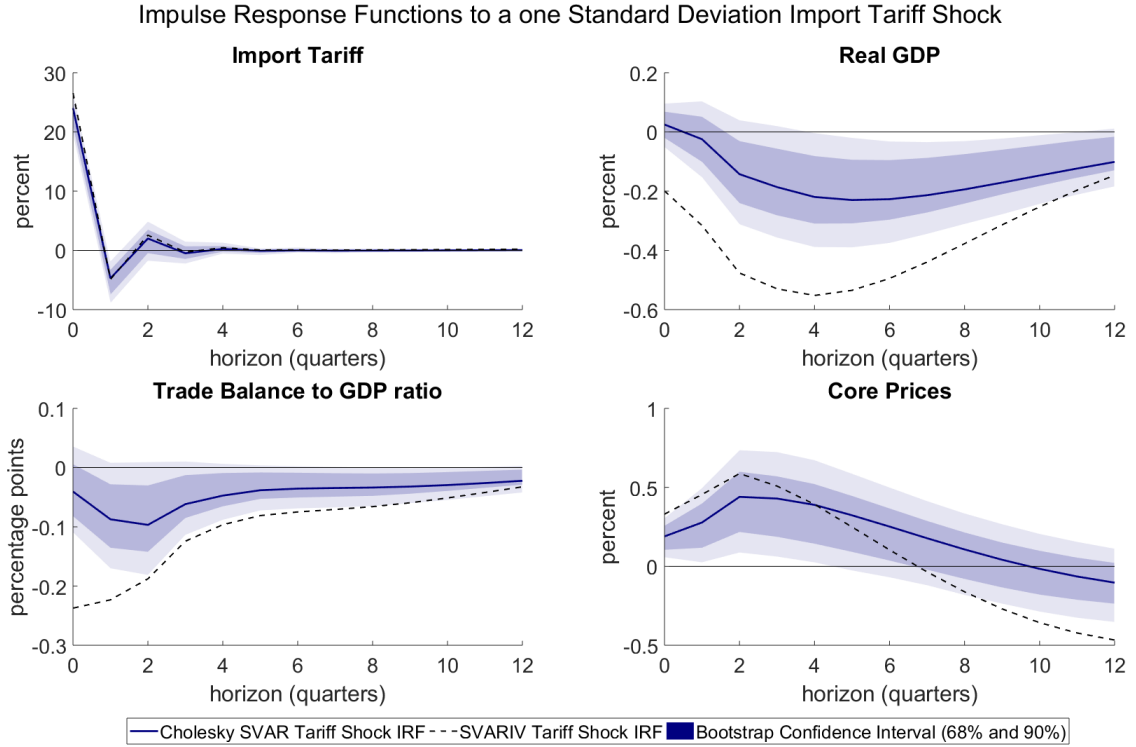 Impulse Response Functions to a one Standard Deviation Import Tariff Shock
Import Tariff
30
20
10
0
-10
percent
0 2 4 6 8 10 12
horizon (quarters)
Real GDP
0.2
0
-0.2
-0.4
-0.6
percent
0 2 4 6 8 10 12
horizon (quarters)
Trade Balance to GDP ratio
0.1
0
-0.1
-0.2
-0.3
percentage points
0 2 4 6 8 10 12
horizon (quarters)
Core Prices
1
0.5
0
-0.5
percent
0 2 4 6 8 10 12
horizon (quarters)
Cholesky SVAR Tariff Shock IRF SVARIV Tariff Shock IRF Bootstrap Confidence Interval (68% and 90%)